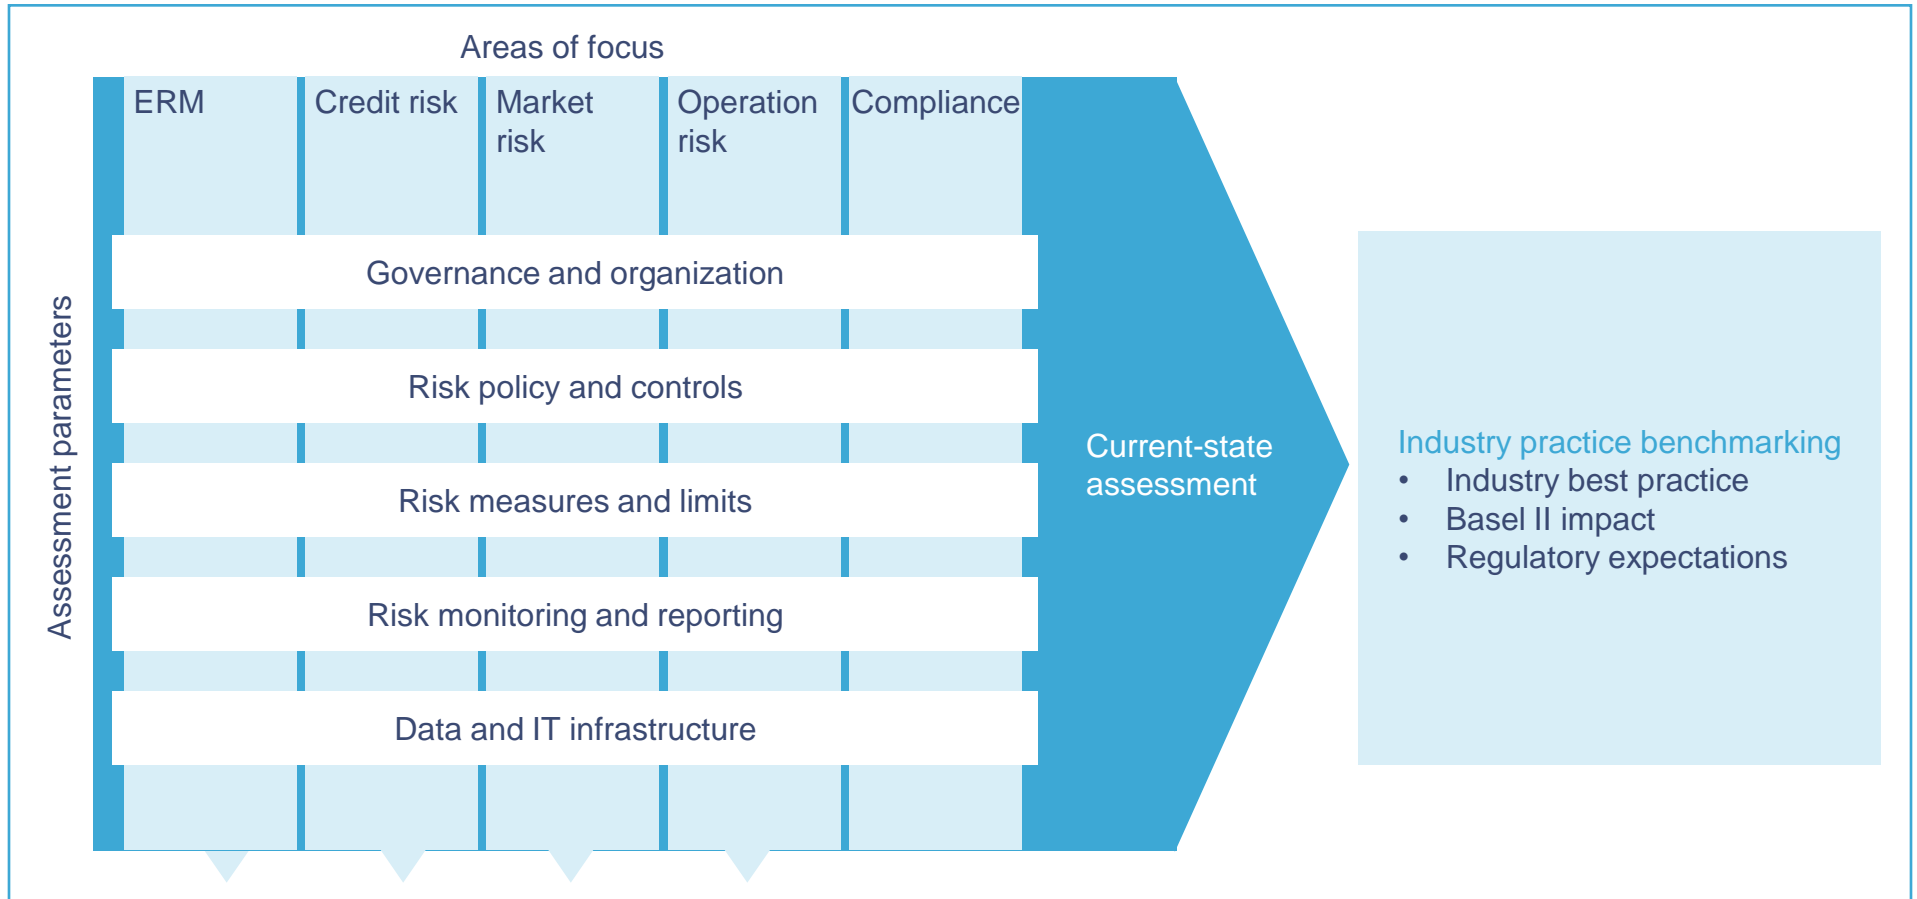 Areas of focus
ERM
Credit risk
Market
risk
Operation
risk
Compliance
Assessment parameters
Governance and organization
Risk policy and controls
Risk measures and limits
Risk monitoring and reporting
Data and IT infrastructure
Current-state
assessment
Industry practice benchmarking
• Industry best practice
• Basel II impact
• Regulatory expectations